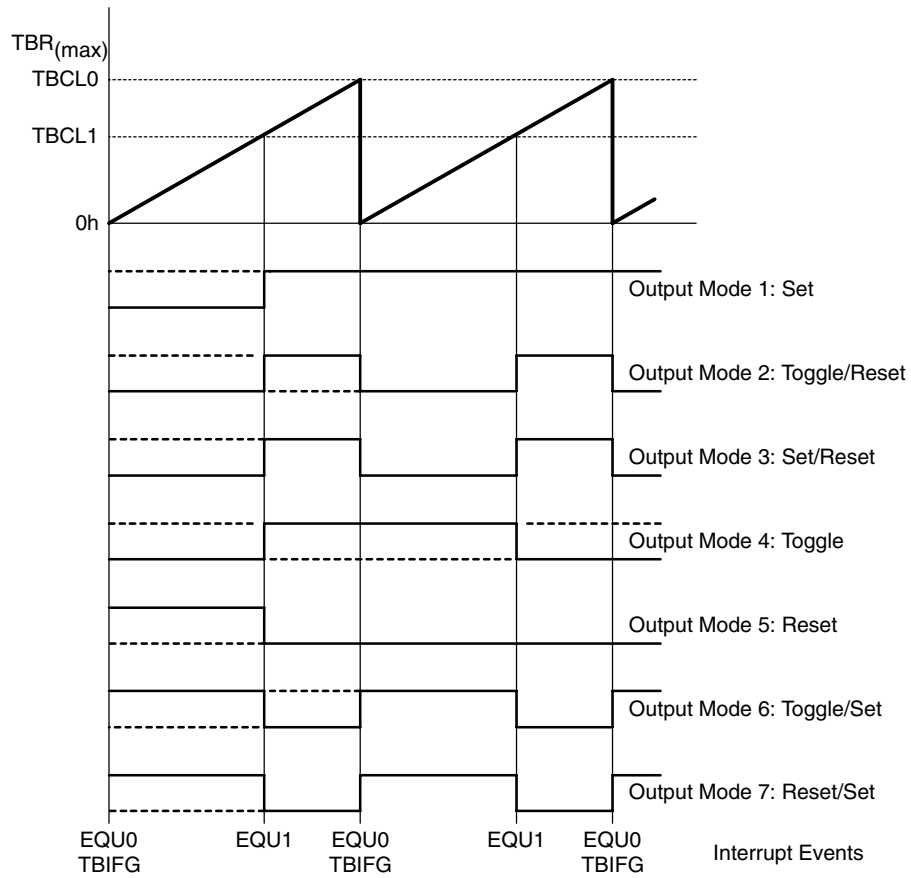 TBR(max)
TBCL0
TBCL1
0h
Output Mode 1: Set
Output Mode 2: Toggle/Reset
Output Mode 3: Set/Reset
Output Mode 4: Toggle
Output Mode 5: Reset
Output Mode 6: Toggle/Set
Output Mode 7: Reset/Set
EQU0 EQU1 EQU0 EQU1 EQU0
TBIFG TBIFG TBIFG
Interrupt Events